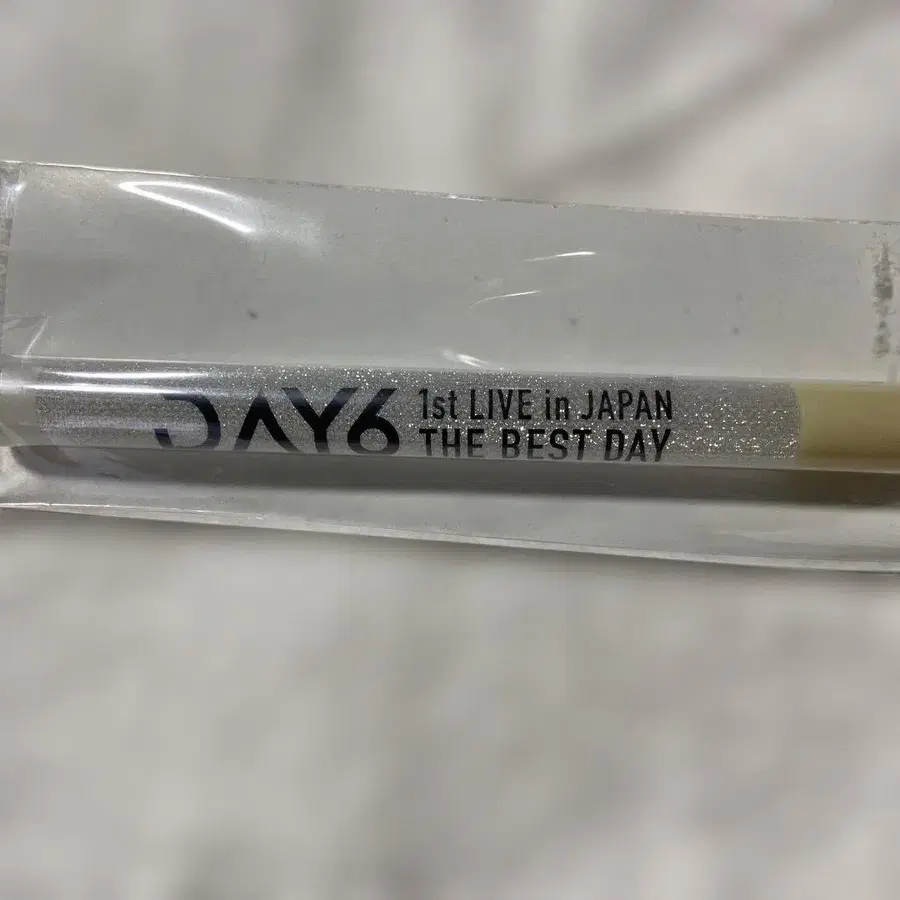 DAY6
1st LIVE in JAPAN
THE BEST DAY